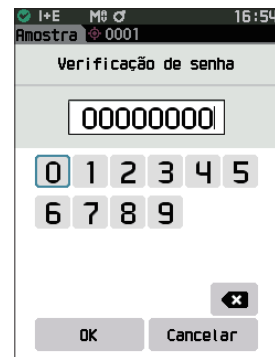 I+E M 16:54
Amostra 0001
Verificação de senha
00000000
0 1 2 3 4 5
6 7 8 9
OK Cancelar